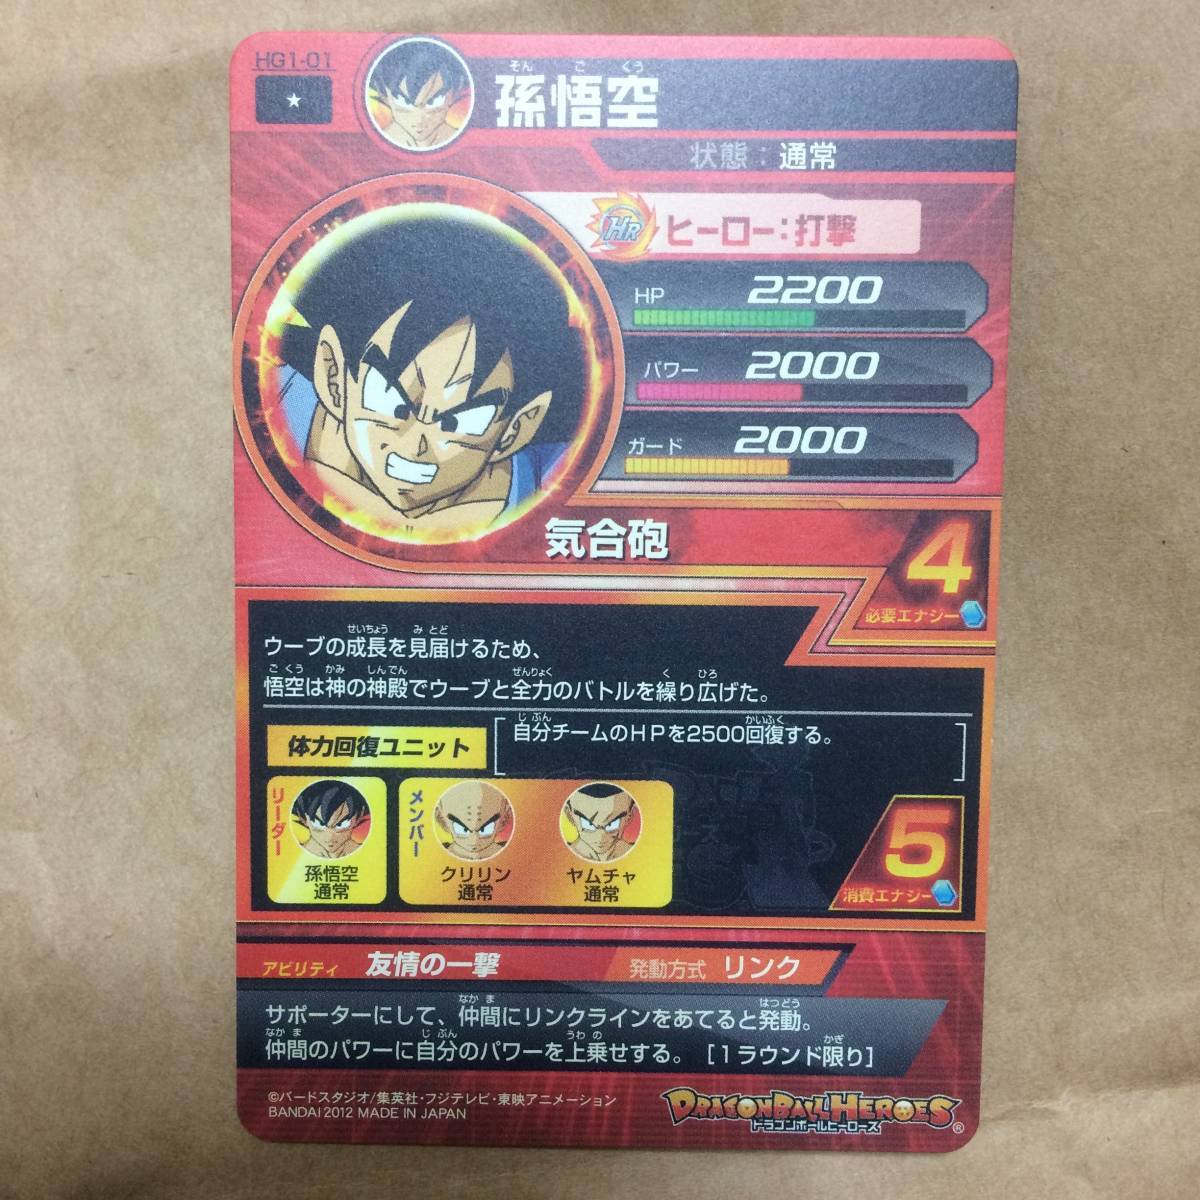 HG1-01
★
そん ご くう
孫悟空
状態：通常
HR ヒーロー：打撃
HP 2200
パワー 2000
ガード 2000
気合砲
4
必要エナジー
せいちょう み とど
ウーブの成長を見届けるため、
ご くう かみ しんでん ぜんりょく く ひろ
悟空は神の神殿でウーブと全力のバトルを繰り広げた。
体力回復ユニット
じ ぶん かいふく
自分チームのＨＰを2500回復する。
リーダー
孫悟空
通常
メンバー
クリリン
通常
ヤムチャ
通常
5
消費エナジー
アビリティ 友情の一撃 発動方式 リンク
なか ま はつどう
サポーターにして、仲間にリンクラインをあてると発動。
なか ま じ ぶん うわ の かぎ
仲間のパワーに自分のパワーを上乗せする。［１ラウンド限り］
©バードスタジオ/集英社・フジテレビ・東映アニメーション
BANDAI 2012 MADE IN JAPAN
DRAGONBALL HEROES
ドラゴンボールヒーローズ ®